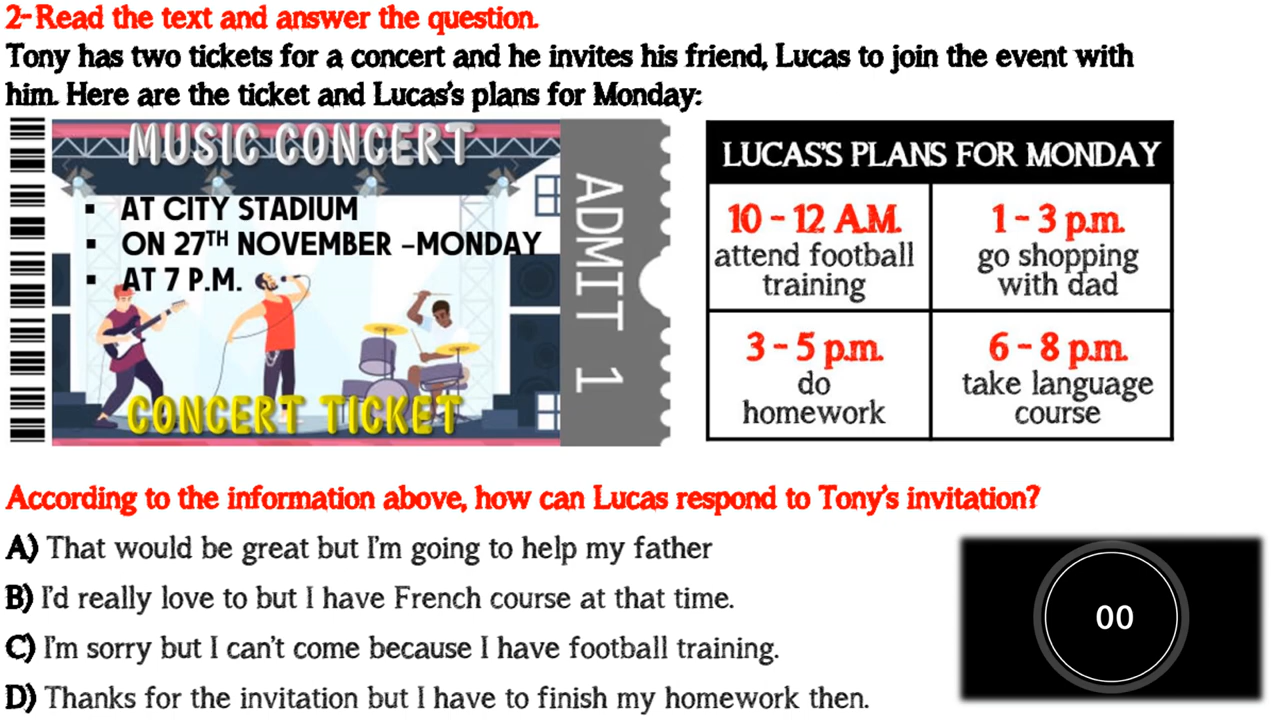 2- Read the text and answer the question.
Tony has two tickets for a concert and he invites his friend, Lucas to join the event with
him. Here are the ticket and Lucas's plans for Monday:
MUSIC CONCERT
▪ AT CITY STADIUM
▪ ON 27TH NOVEMBER –MONDAY
▪ AT 7 P.M.
CONCERT TICKET
ADMIT 1
LUCAS'S PLANS FOR MONDAY
10 - 12 A.M.
attend football
training
1 - 3 p.m.
go shopping
with dad
3 - 5 p.m.
do
homework
6 - 8 p.m.
take language
course
According to the information above, how can Lucas respond to Tony's invitation?
A) That would be great but I'm going to help my father
B) I'd really love to but I have French course at that time.
C) I'm sorry but I can't come because I have football training.
D) Thanks for the invitation but I have to finish my homework then.
00